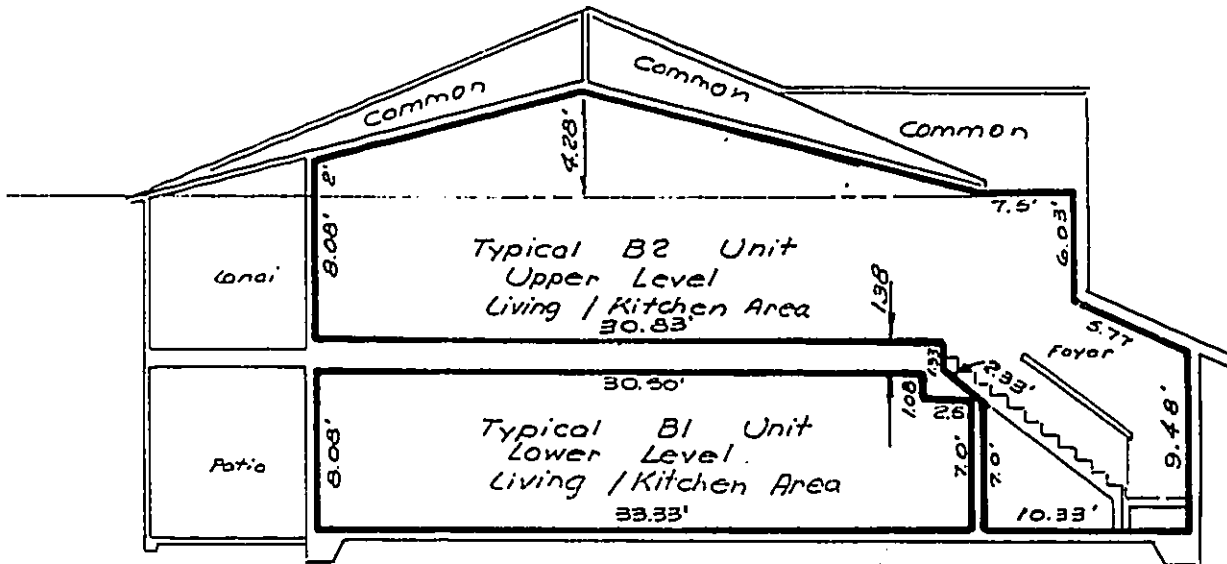 Common
Common
Common
4.28'
2'
7.5'
6.03'
8.08'
Lanai
Typical B2 Unit
Upper Level
Living / Kitchen Area
30.83'
1.38
5.77
Foyer
1.33
2.33'
30.50'
1.08
2.6
Typical B1 Unit
Lower Level
Living / Kitchen Area
33.33'
8.08'
Patio
7.0'
7.0'
9.48'
10.33'